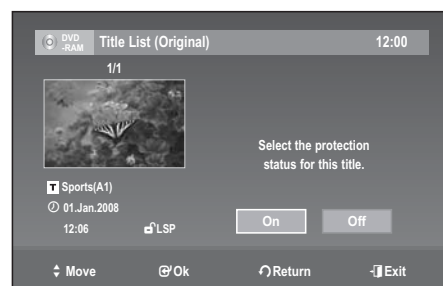 DVD
-RAM
Title List (Original)
12:00
1/1
Select the protection
status for this title.
T Sports(A1)
01.Jan.2008
12:06 LSP
On Off
Move Ok Return Exit